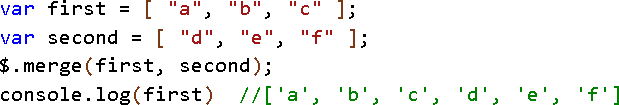 var first = [ "a", "b", "c" ];
var second = [ "d", "e", "f" ];
$.merge(first, second);
console.log(first)  //['a', 'b', 'c', 'd', 'e', 'f']